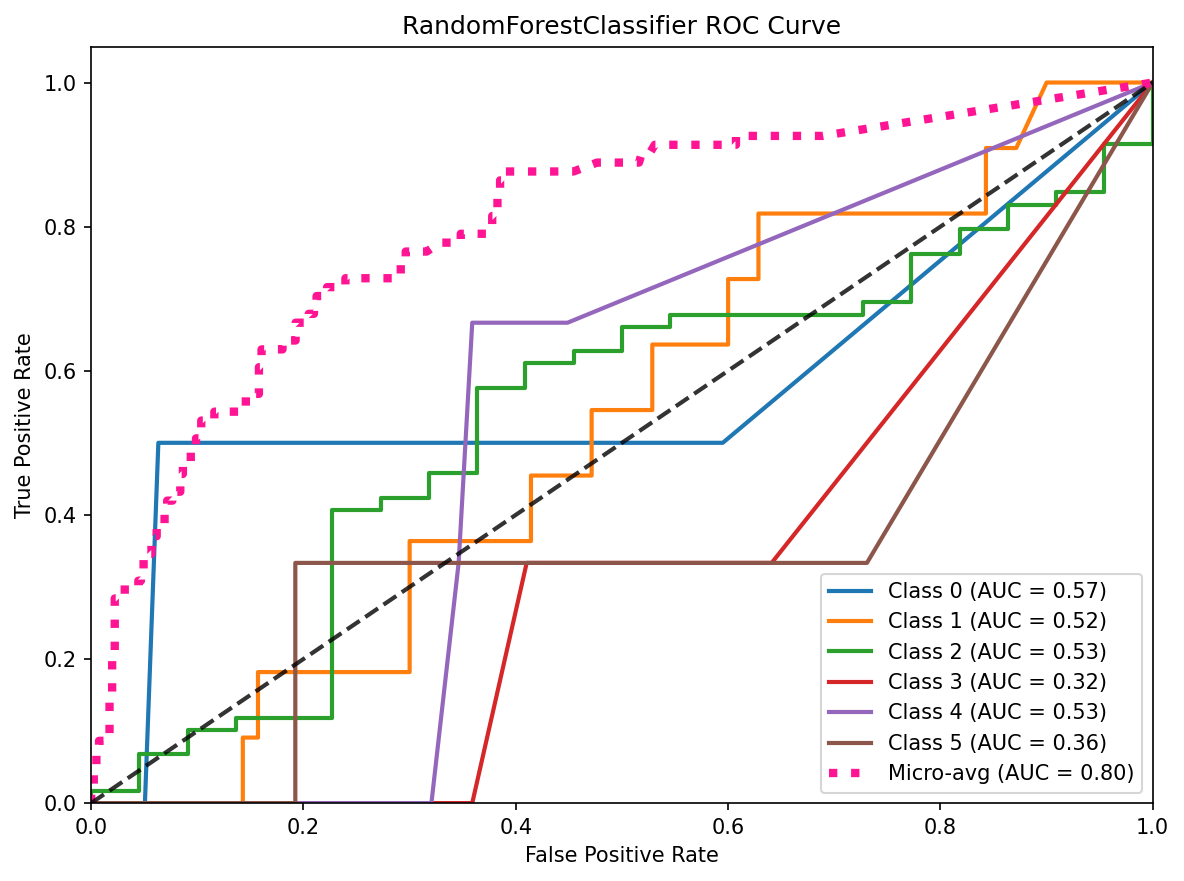 RandomForestClassifier ROC Curve
True Positive Rate
1.0
0.8
0.6
0.4
0.2
0.0
Class 0 (AUC = 0.57)
Class 1 (AUC = 0.52)
Class 2 (AUC = 0.53)
Class 3 (AUC = 0.32)
Class 4 (AUC = 0.53)
Class 5 (AUC = 0.36)
Micro-avg (AUC = 0.80)
0.0 0.2 0.4 0.6 0.8 1.0
False Positive Rate